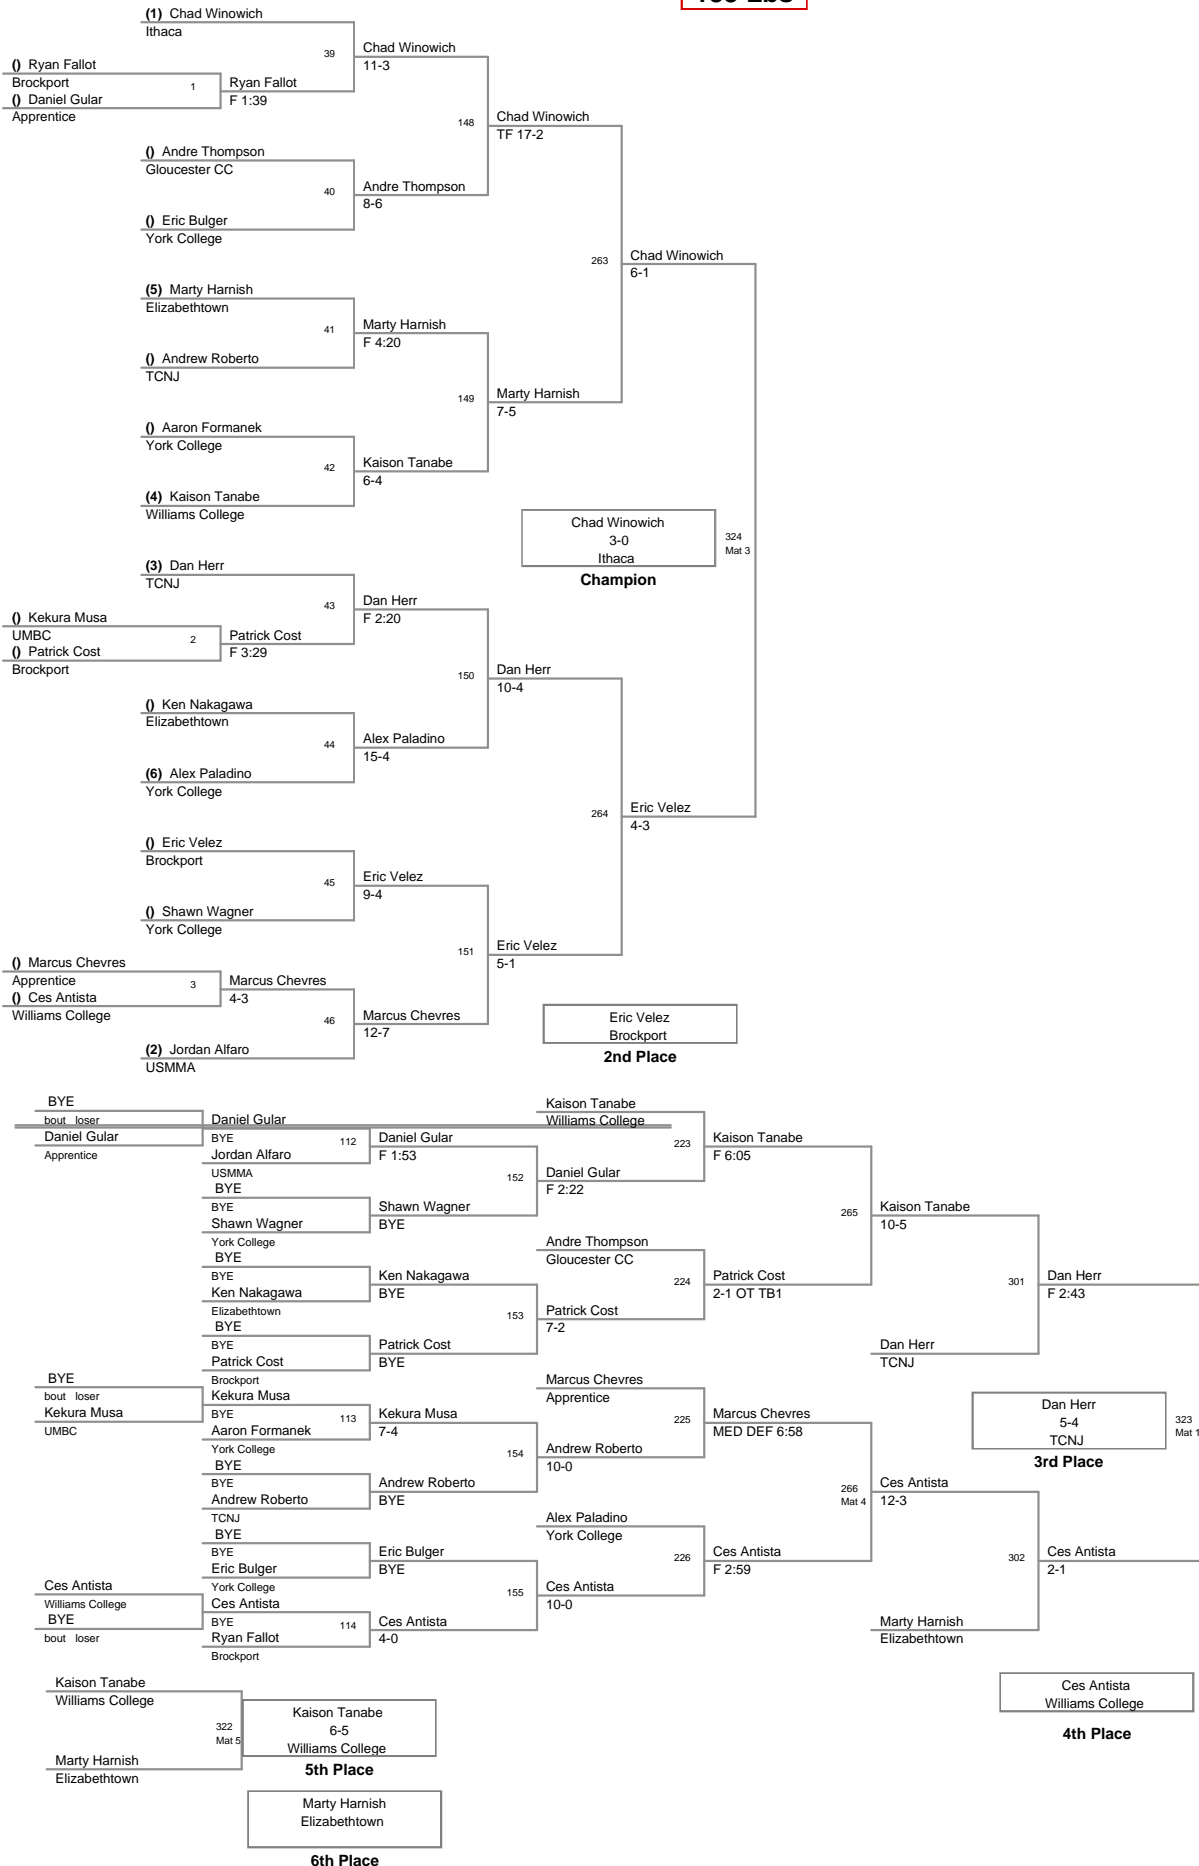 (1) Chad Winowich
Ithaca
39
Chad Winowich
11-3
() Ryan Fallot
Brockport
1
Ryan Fallot
F 1:39
() Daniel Gular
Apprentice
148
Chad Winowich
TF 17-2
() Andre Thompson
Gloucester CC
40
Andre Thompson
8-6
() Eric Bulger
York College
263
Chad Winowich
6-1
(5) Marty Harnish
Elizabethtown
41
Marty Harnish
F 4:20
() Andrew Roberto
TCNJ
149
Marty Harnish
7-5
() Aaron Formanek
York College
42
Kaison Tanabe
6-4
(4) Kaison Tanabe
Williams College
Chad Winowich
3-0
Ithaca
Champion
324
Mat 3
(3) Dan Herr
TCNJ
43
Dan Herr
F 2:20
() Kekura Musa
UMBC
2
Patrick Cost
F 3:29
() Patrick Cost
Brockport
150
Dan Herr
10-4
() Ken Nakagawa
Elizabethtown
44
Alex Paladino
15-4
(6) Alex Paladino
York College
264
Eric Velez
4-3
() Eric Velez
Brockport
45
Eric Velez
9-4
() Shawn Wagner
York College
151
Eric Velez
5-1
() Marcus Chevres
Apprentice
3
Marcus Chevres
4-3
() Ces Antista
Williams College
46
Marcus Chevres
12-7
(2) Jordan Alfaro
USMMA
Eric Velez
Brockport
2nd Place
BYE
bout loser
Daniel Gular
Apprentice
Daniel Gular
BYE
112
Jordan Alfaro
USMMA
Daniel Gular
F 1:53
BYE
BYE
Shawn Wagner
York College
Shawn Wagner
BYE
152
Daniel Gular
F 2:22
Kaison Tanabe
Williams College
223
Kaison Tanabe
F 6:05
BYE
BYE
Ken Nakagawa
Elizabethtown
Ken Nakagawa
BYE
153
Patrick Cost
7-2
BYE
BYE
Patrick Cost
Brockport
Patrick Cost
BYE
Andre Thompson
Gloucester CC
224
Patrick Cost
2-1 OT TB1
265
Kaison Tanabe
10-5
301
Dan Herr
F 2:43
Dan Herr
TCNJ
BYE
bout loser
Kekura Musa
UMBC
Kekura Musa
BYE
113
Aaron Formanek
York College
Kekura Musa
7-4
BYE
BYE
Andrew Roberto
TCNJ
Andrew Roberto
BYE
154
Andrew Roberto
10-0
Marcus Chevres
Apprentice
225
Marcus Chevres
MED DEF 6:58
Dan Herr
5-4
TCNJ
3rd Place
323
Mat 1
BYE
BYE
Eric Bulger
York College
Eric Bulger
BYE
155
Ces Antista
10-0
Alex Paladino
York College
226
Ces Antista
F 2:59
266
Mat 4
Ces Antista
12-3
302
Ces Antista
2-1
Marty Harnish
Elizabethtown
Ces Antista
Williams College
BYE
bout loser
Ces Antista
BYE
114
Ryan Fallot
Brockport
Ces Antista
4-0
Kaison Tanabe
Williams College
322
Mat 5
Marty Harnish
Elizabethtown
Kaison Tanabe
6-5
Williams College
5th Place
Ces Antista
Williams College
4th Place
Marty Harnish
Elizabethtown
6th Place